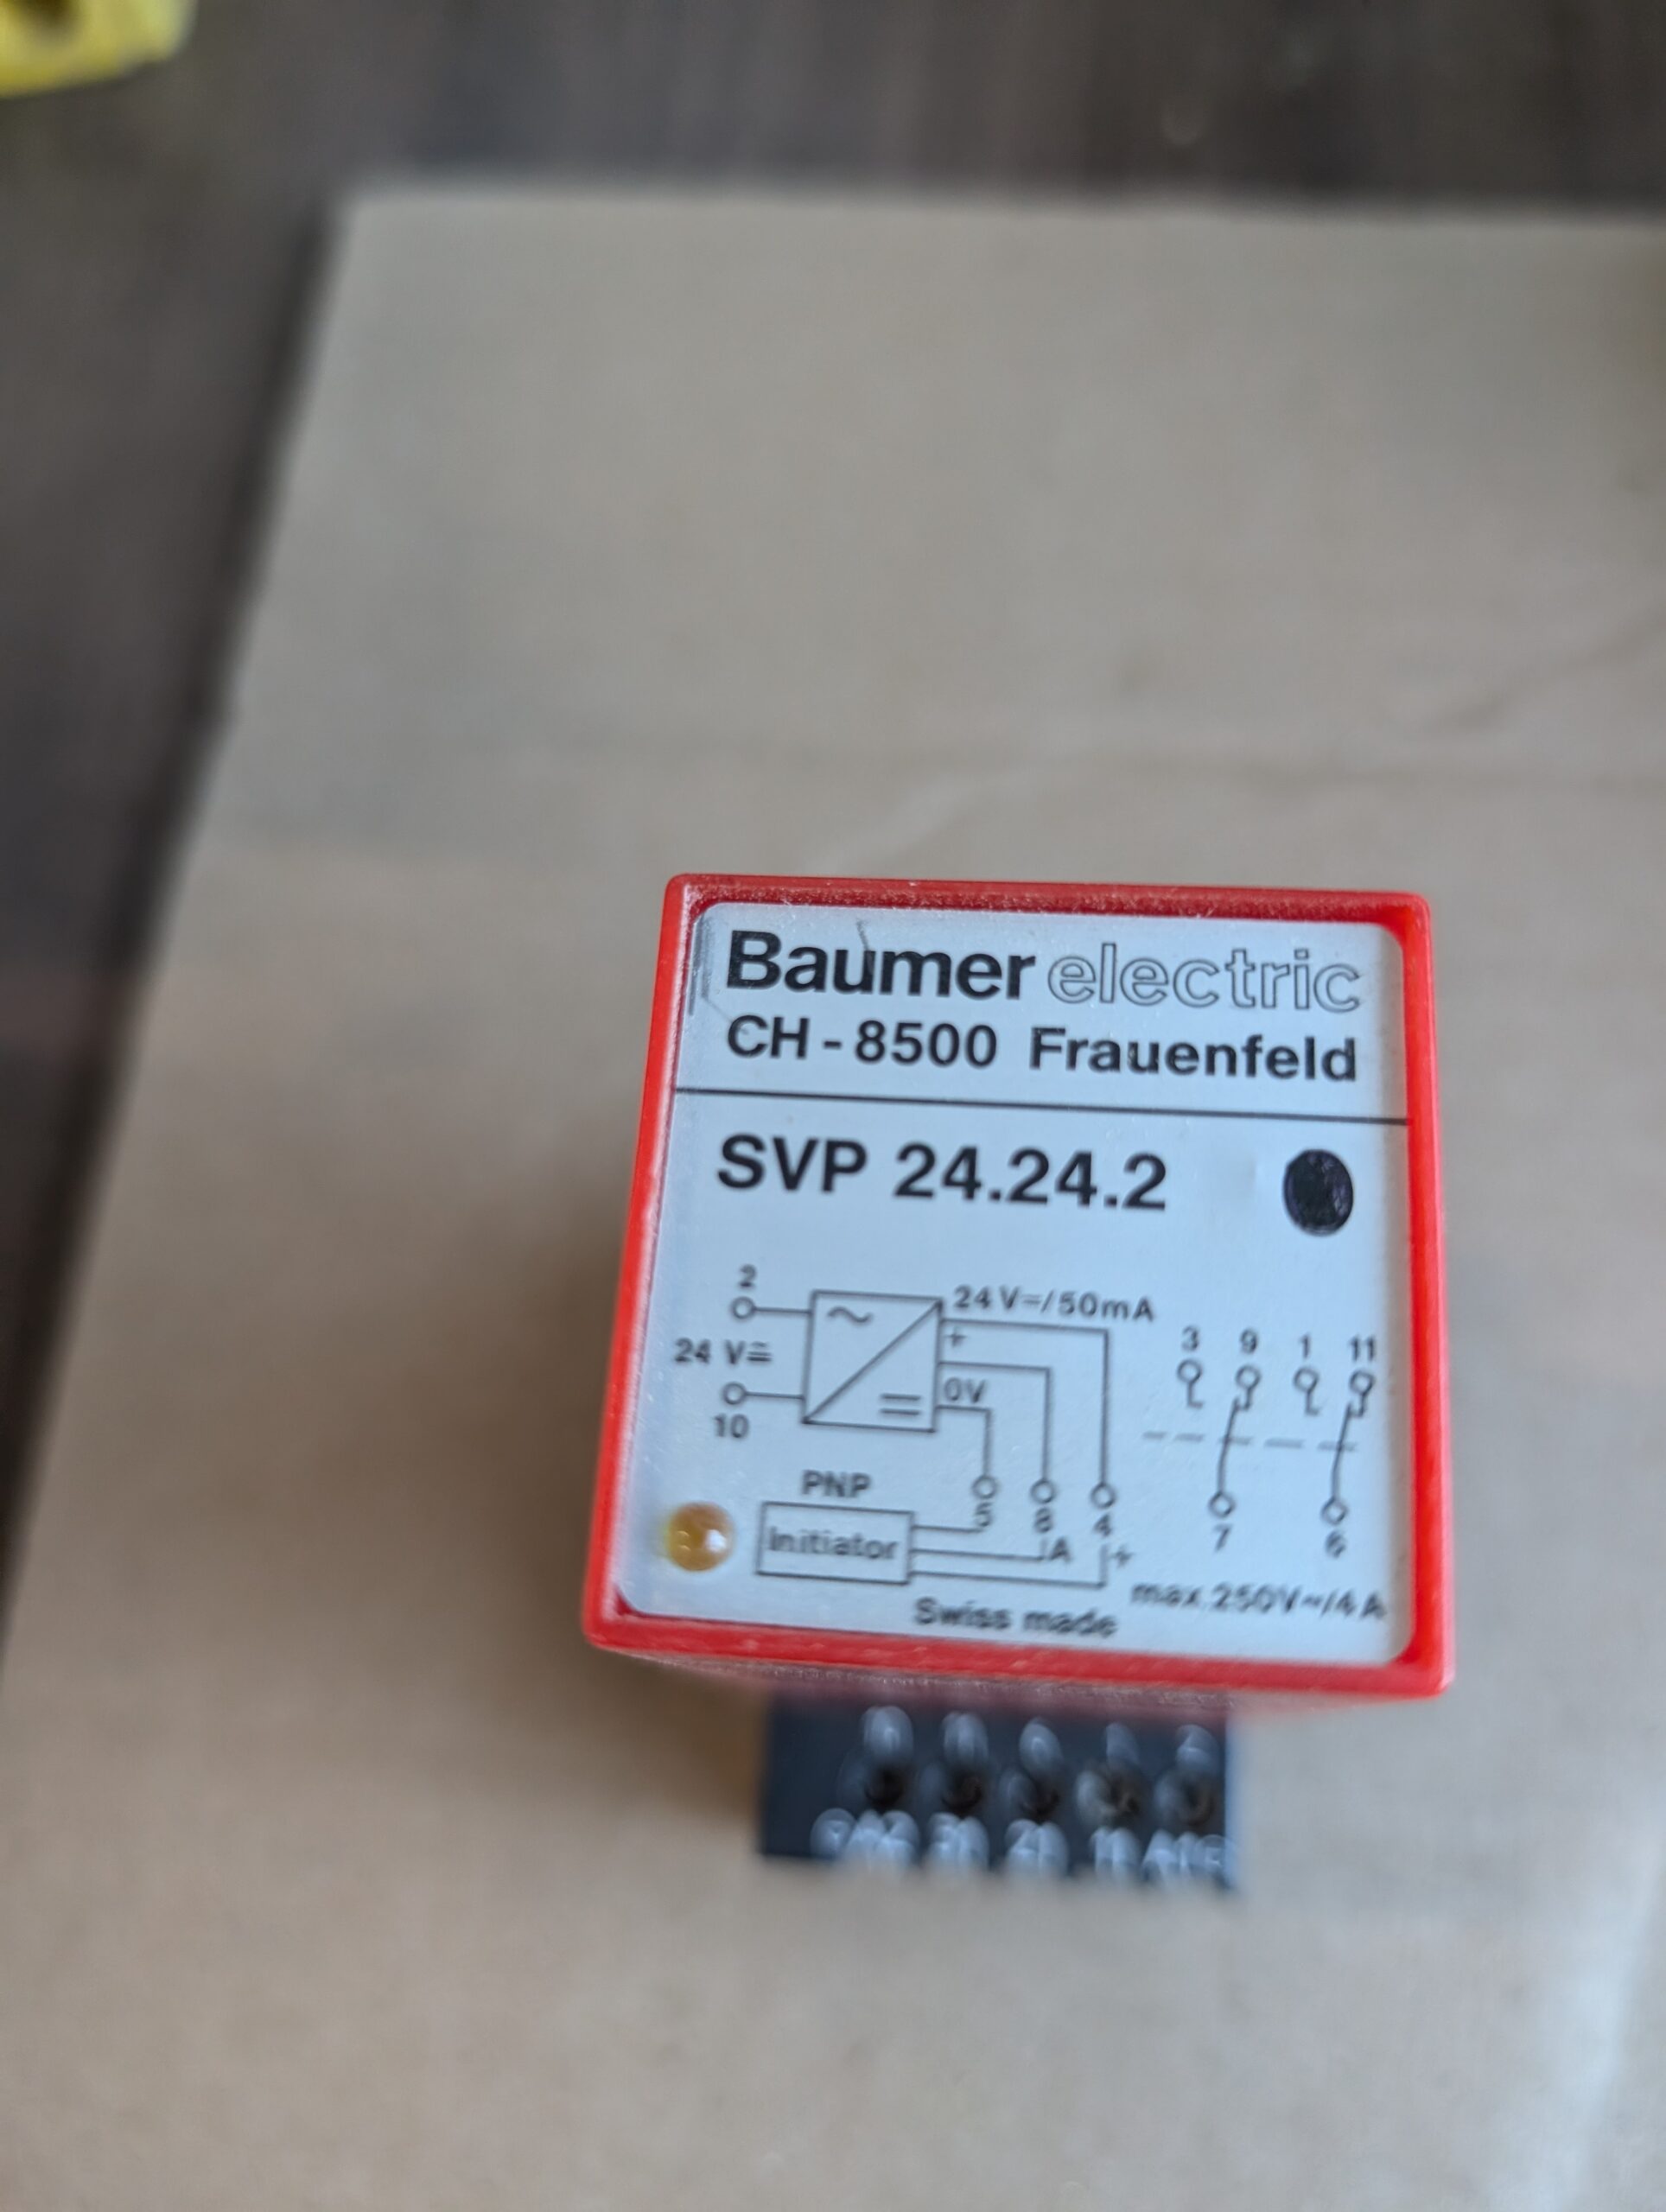 Baumer electric
CH-8500 Frauenfeld
SVP 24.24.2
2
24 V≂
10
24 V=/50mA
+
0V
3 9 1 11
PNP
Initiator
5 8 4
A +
7 6
max.250V~/4A
Swiss made